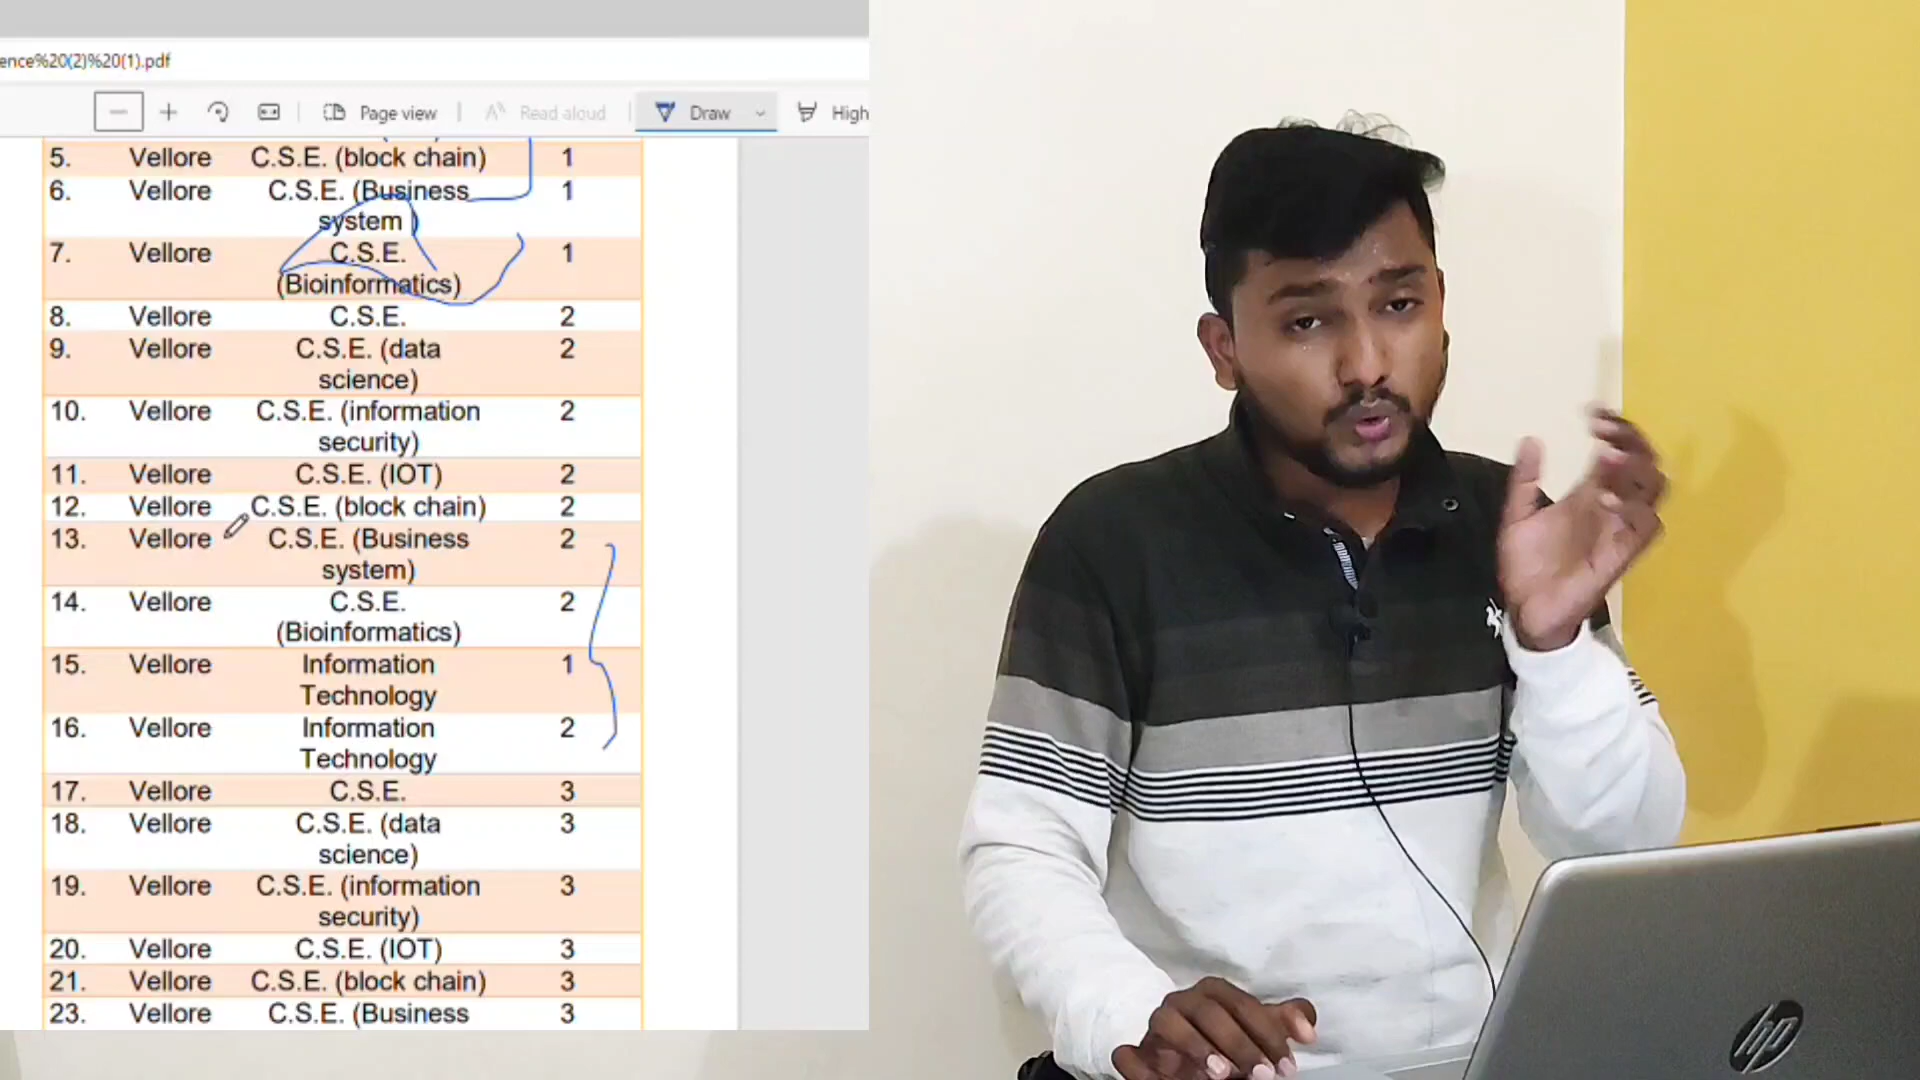 ence%20(2)%20(1).pdf
Page view
Read aloud
Draw
High
5. Vellore C.S.E. (block chain) 1
6. Vellore C.S.E. (Business 1
system )
7. Vellore C.S.E. 1
(Bioinformatics)
8. Vellore C.S.E. 2
9. Vellore C.S.E. (data 2
science)
10. Vellore C.S.E. (information 2
security)
11. Vellore C.S.E. (IOT) 2
12. Vellore C.S.E. (block chain) 2
13. Vellore C.S.E. (Business 2
system)
14. Vellore C.S.E. 2
(Bioinformatics)
15. Vellore Information 1
Technology
16. Vellore Information 2
Technology
17. Vellore C.S.E. 3
18. Vellore C.S.E. (data 3
science)
19. Vellore C.S.E. (information 3
security)
20. Vellore C.S.E. (IOT) 3
21. Vellore C.S.E. (block chain) 3
23. Vellore C.S.E. (Business 3
hp